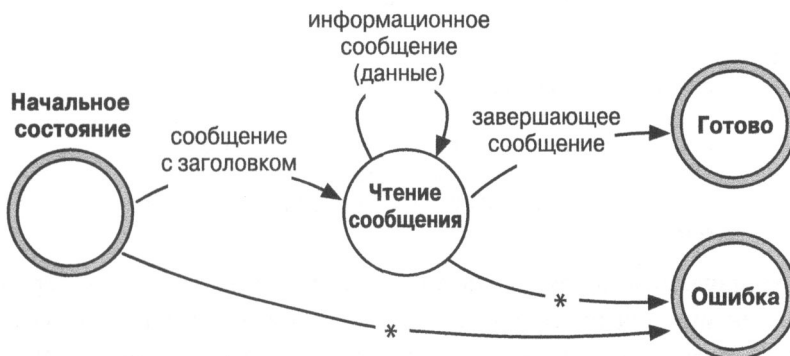 Начальное
состояние
сообщение
с заголовком
информационное
сообщение
(данные)
Чтение
сообщения
завершающее
сообщение
Готово
*
Ошибка
*